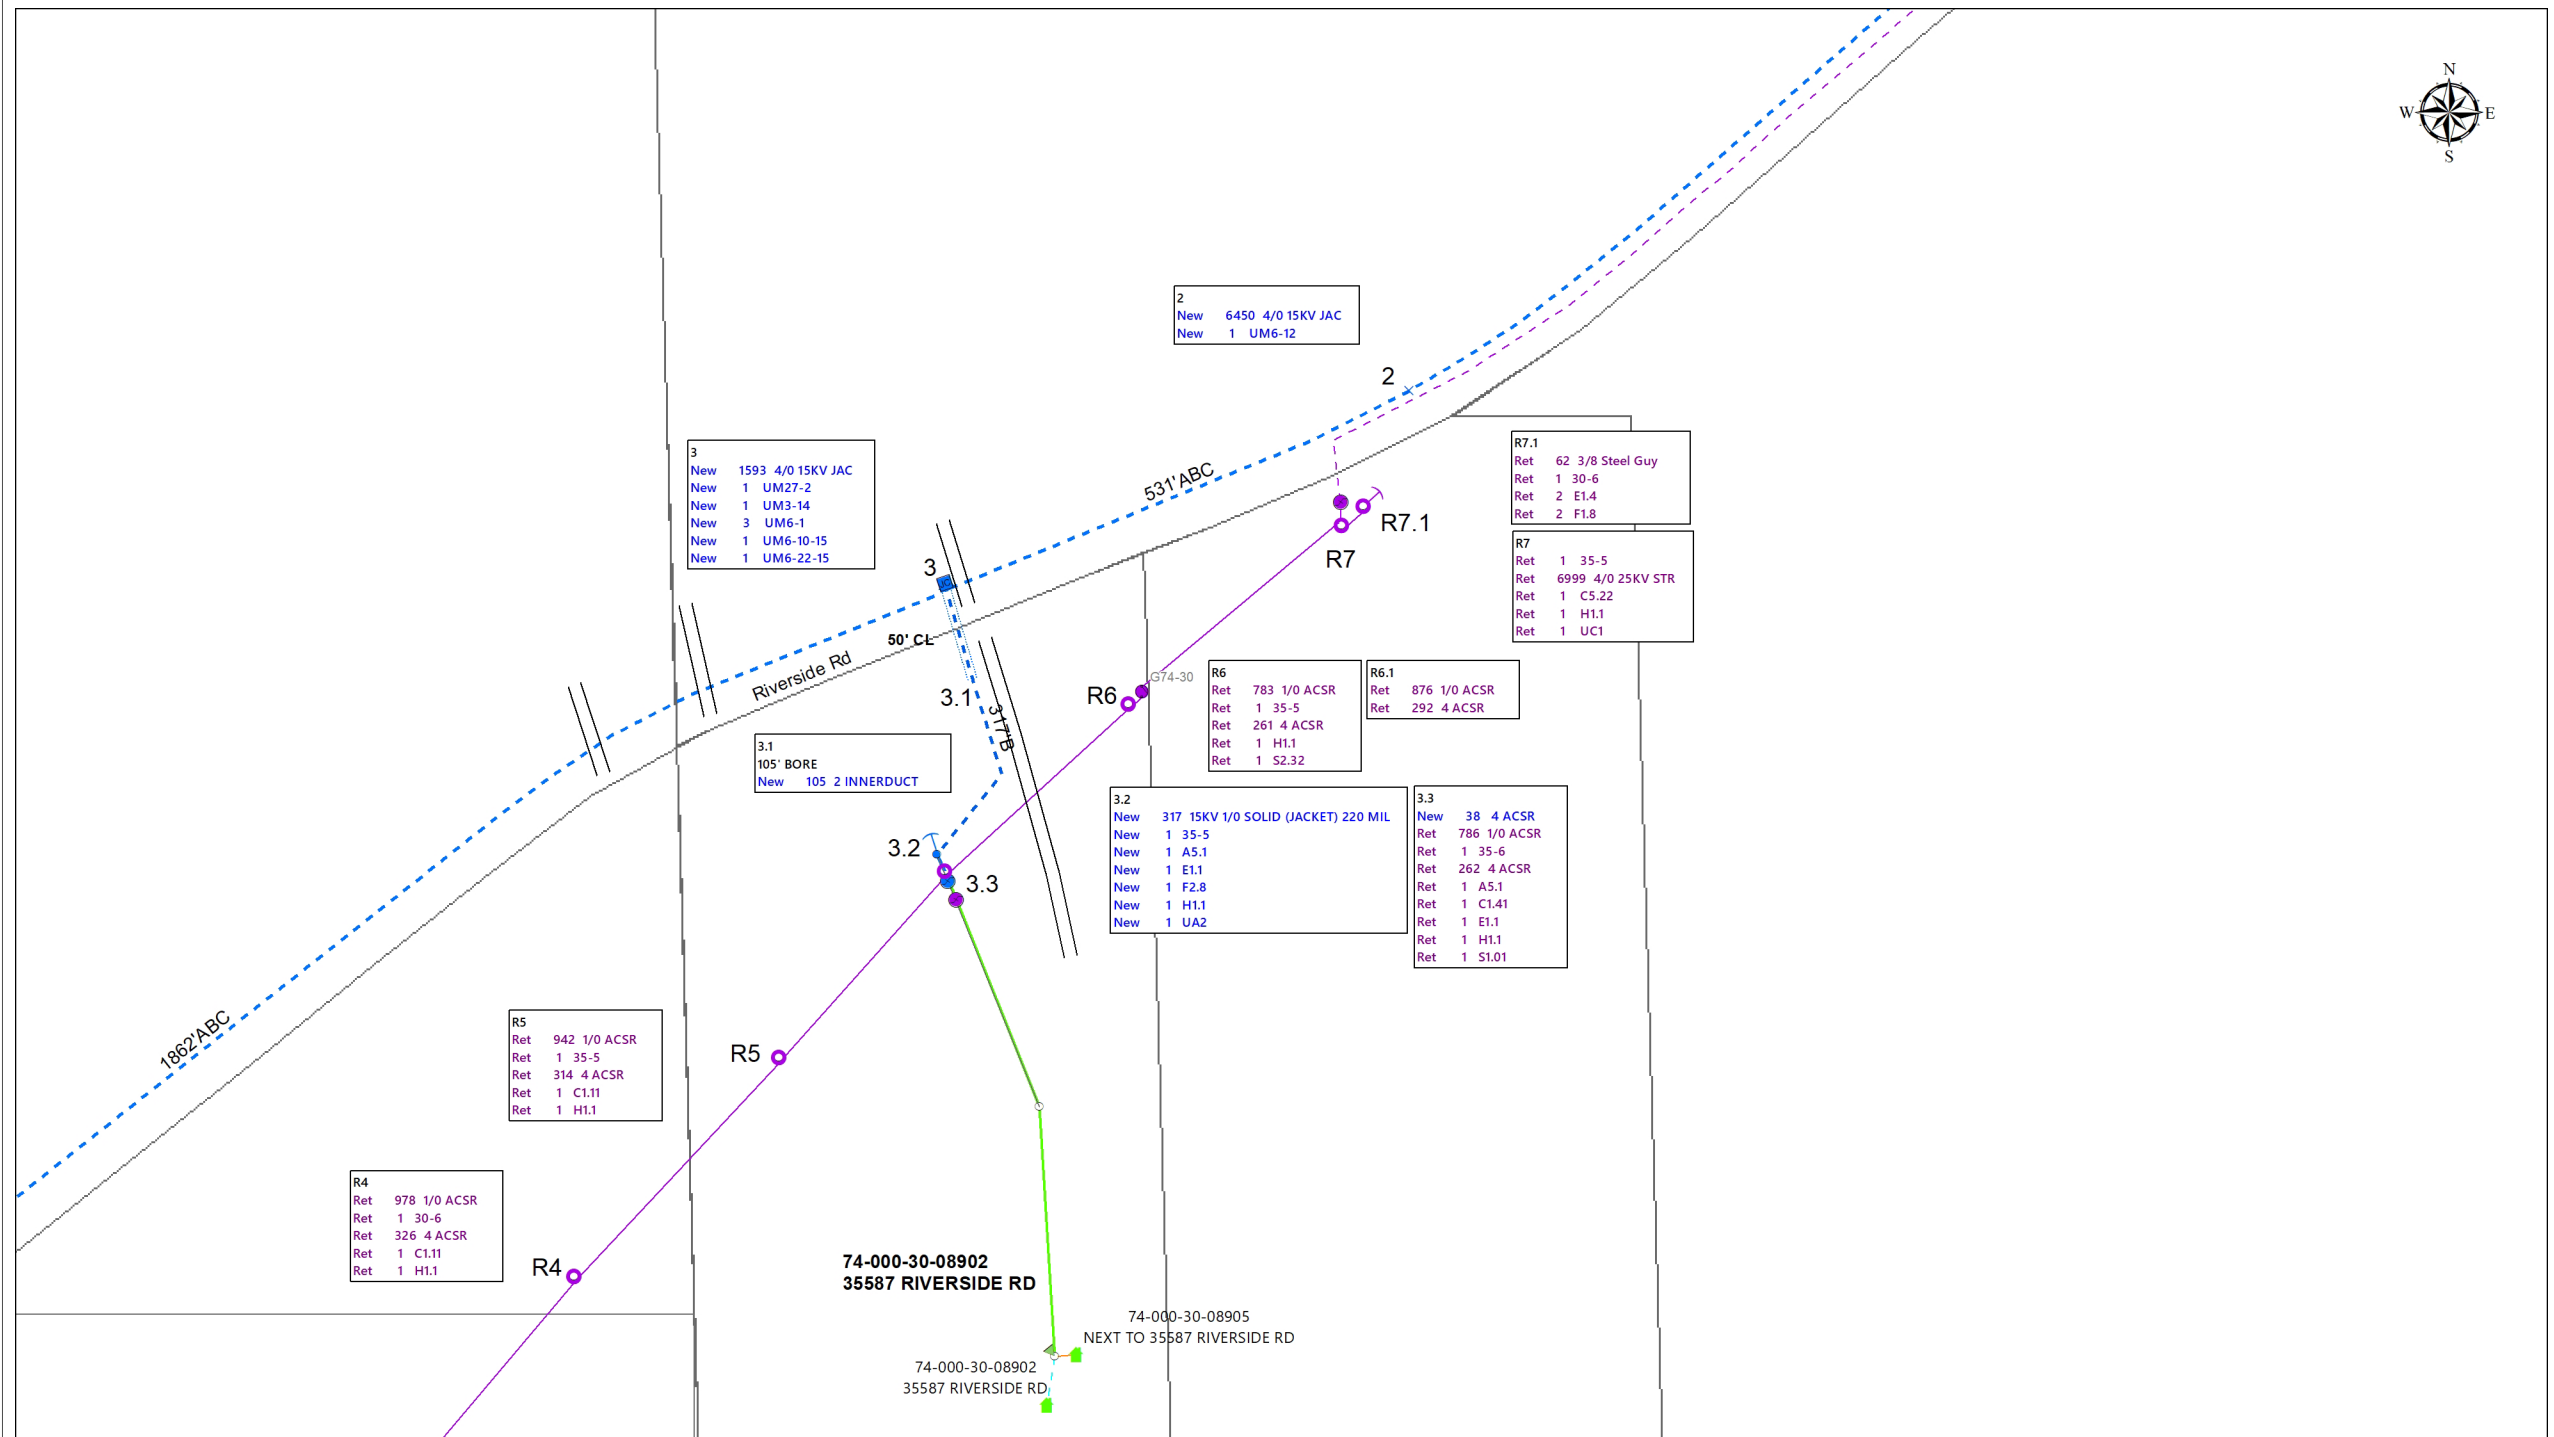 N
W E
S
2
New 6450 4/0 15KV JAC
New 1 UM6-12
2
3
New 1593 4/0 15KV JAC
New 1 UM27-2
New 1 UM3-14
New 3 UM6-1
New 1 UM6-10-15
New 1 UM6-22-15
531'ABC
R7.1
Ret 62 3/8 Steel Guy
Ret 1 30-6
Ret 2 E1.4
Ret 2 F1.8
R7.1
R7
R7
Ret 1 35-5
Ret 6999 4/0 25KV STR
Ret 1 C5.22
Ret 1 H1.1
Ret 1 UC1
3
50' CL
Riverside Rd
3.1
317'B
R6
G74-30
R6
Ret 783 1/0 ACSR
Ret 1 35-5
Ret 261 4 ACSR
Ret 1 H1.1
Ret 1 S2.32
R6.1
Ret 876 1/0 ACSR
Ret 292 4 ACSR
3.1
105' BORE
New 105 2 INNERDUCT
3.2
New 317 15KV 1/0 SOLID (JACKET) 220 MIL
New 1 35-5
New 1 A5.1
New 1 E1.1
New 1 F2.8
New 1 H1.1
New 1 UA2
3.3
New 38 4 ACSR
Ret 786 1/0 ACSR
Ret 1 35-6
Ret 262 4 ACSR
Ret 1 A5.1
Ret 1 C1.41
Ret 1 E1.1
Ret 1 H1.1
Ret 1 S1.01
3.2
3.3
1862'ABC
R5
Ret 942 1/0 ACSR
Ret 1 35-5
Ret 314 4 ACSR
Ret 1 C1.11
Ret 1 H1.1
R5
R4
Ret 978 1/0 ACSR
Ret 1 30-6
Ret 326 4 ACSR
Ret 1 C1.11
Ret 1 H1.1
R4
74-000-30-08902
35587 RIVERSIDE RD
74-000-30-08905
NEXT TO 35587 RIVERSIDE RD
74-000-30-08902
35587 RIVERSIDE RD